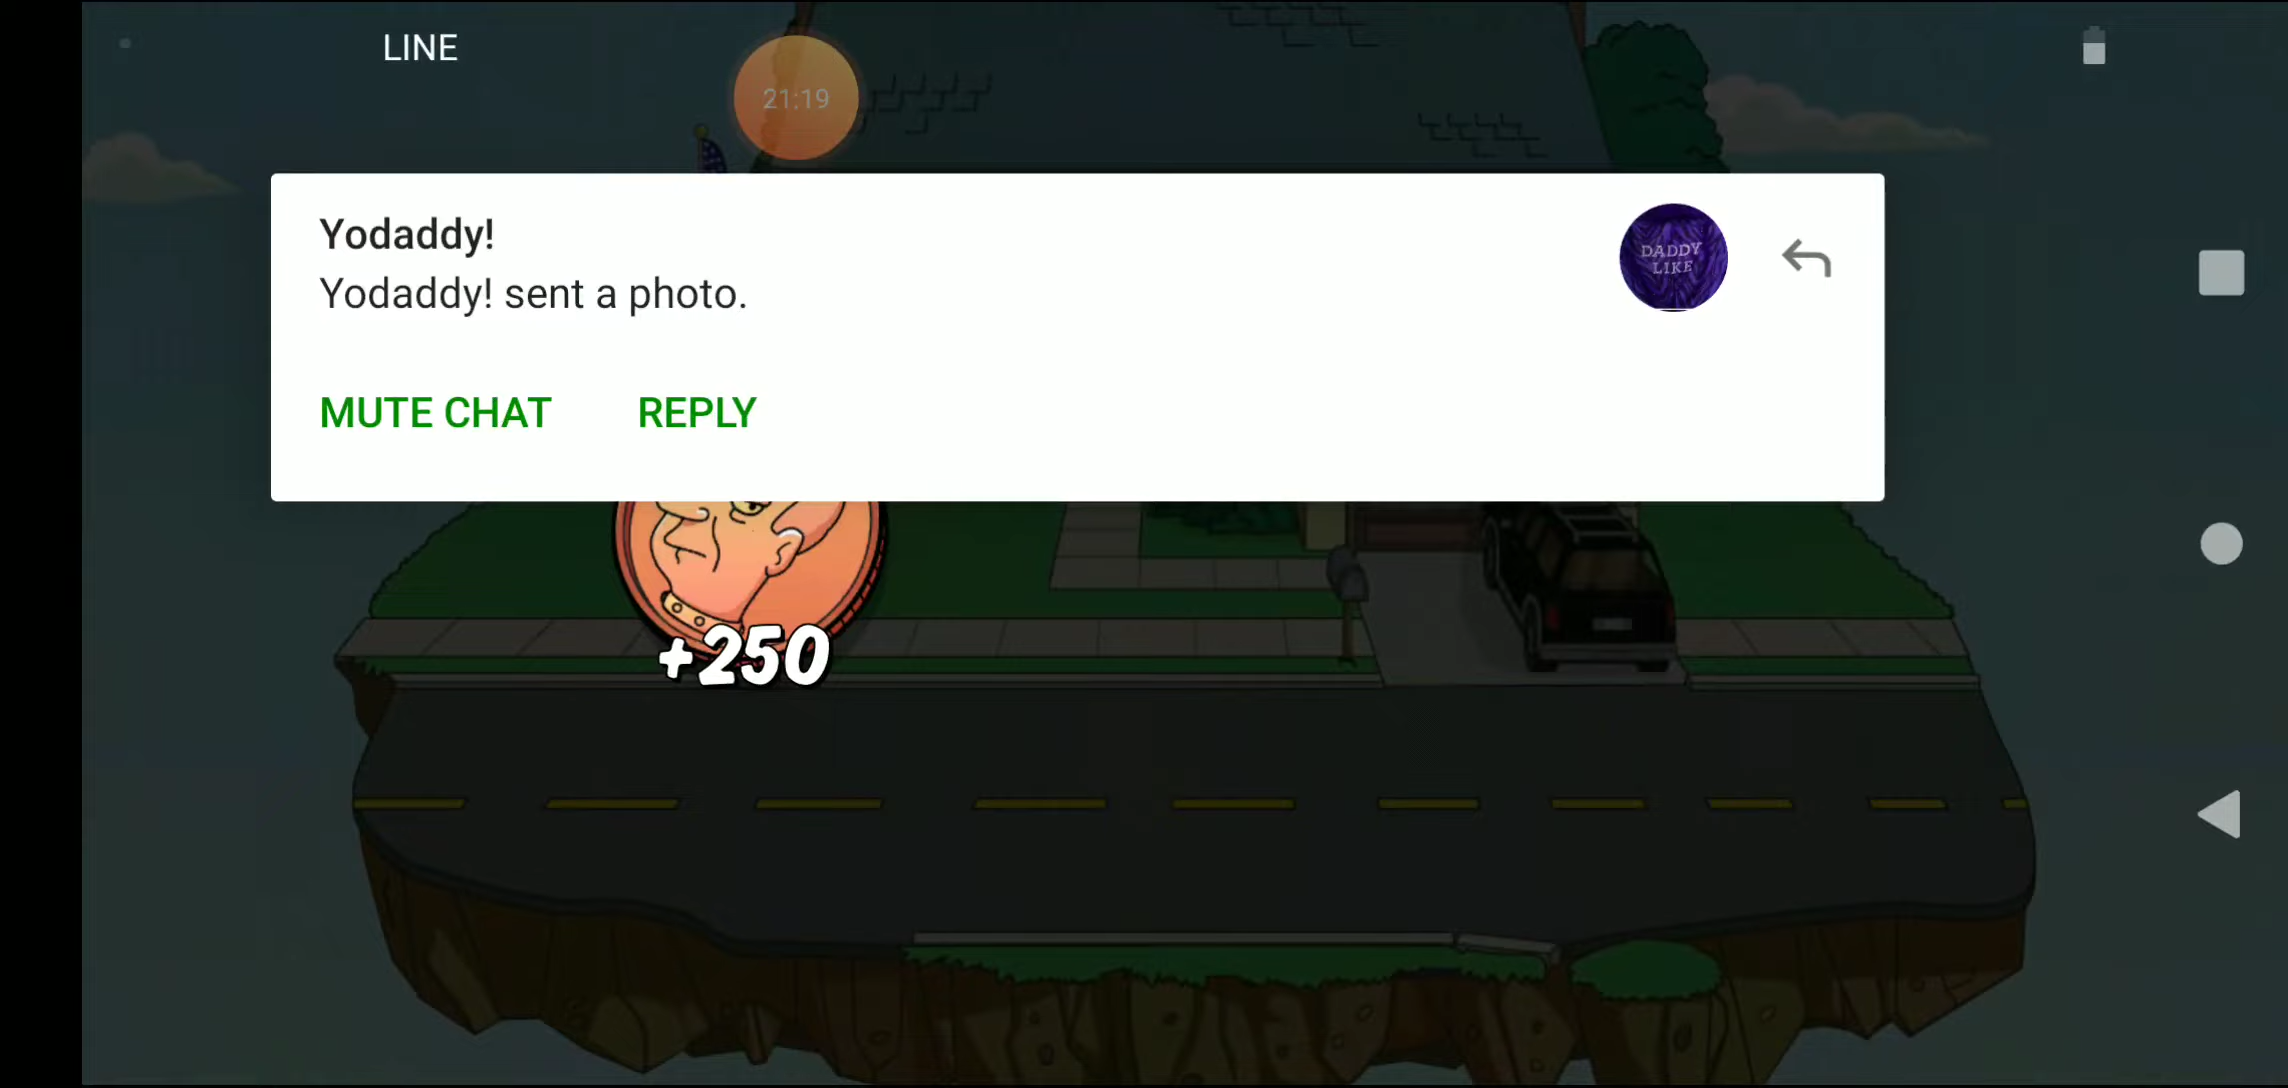 LINE
21:19
Yodaddy!
Yodaddy! sent a photo.
DADDY
LIKE
MUTE CHAT
REPLY
+250